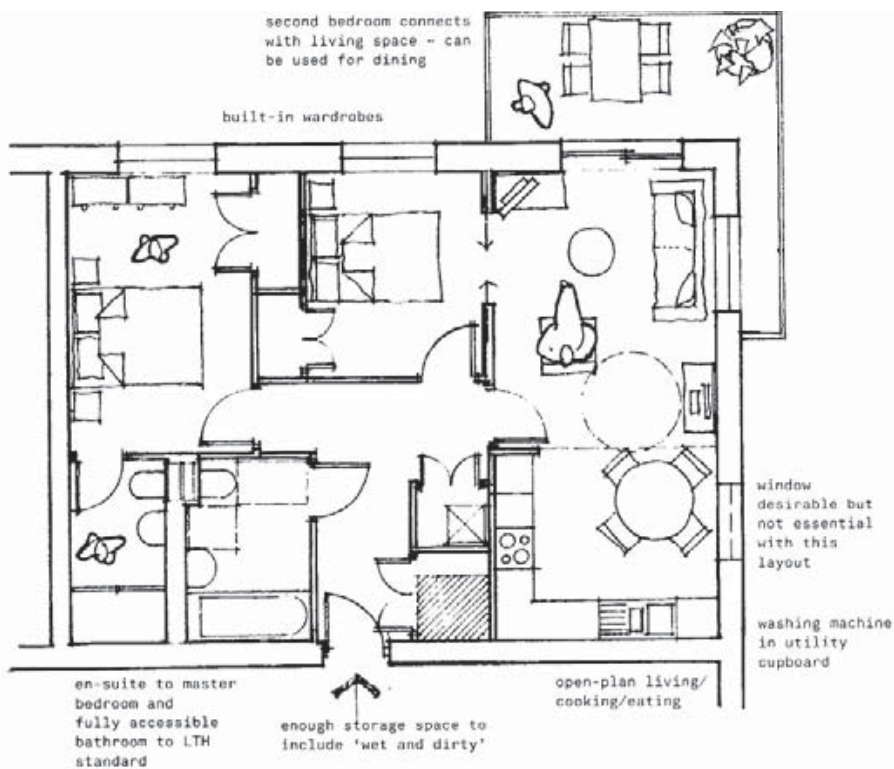 second bedroom connects
with living space - can
be used for dining
built-in wardrobes
window
desirable but
not essential
with this
layout
washing machine
in utility
cupboard
open-plan living/
cooking/eating
enough storage space to
include 'wet and dirty'
en-suite to master
bedroom and
fully accessible
bathroom to LTH
standard